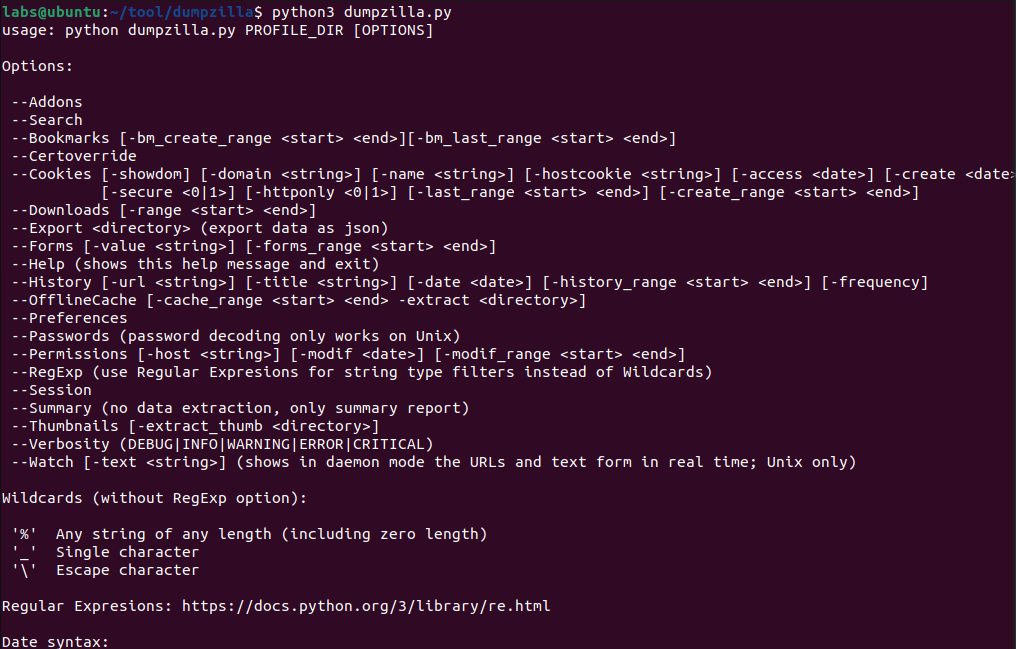 labs@ubuntu:~/tool/dumpzilla$ python3 dumpzilla.py
usage: python dumpzilla.py PROFILE_DIR [OPTIONS]
Options:
--Addons
--Search
--Bookmarks [-bm_create_range <start> <end>][-bm_last_range <start> <end>]
--Certoverride
--Cookies [-showdom] [-domain <string>] [-name <string>] [-hostcookie <string>] [-access <date>] [-create <date>
[-secure <0|1>] [-httponly <0|1>] [-last_range <start> <end>] [-create_range <start> <end>]
--Downloads [-range <start> <end>]
--Export <directory> (export data as json)
--Forms [-value <string>] [-forms_range <start> <end>]
--Help (shows this help message and exit)
--History [-url <string>] [-title <string>] [-date <date>] [-history_range <start> <end>] [-frequency]
--OfflineCache [-cache_range <start> <end> -extract <directory>]
--Preferences
--Passwords (password decoding only works on Unix)
--Permissions [-host <string>] [-modif <date>] [-modif_range <start> <end>]
--RegExp (use Regular Expresions for string type filters instead of Wildcards)
--Session
--Summary (no data extraction, only summary report)
--Thumbnails [-extract_thumb <directory>]
--Verbosity (DEBUG|INFO|WARNING|ERROR|CRITICAL)
--Watch [-text <string>] (shows in daemon mode the URLs and text form in real time; Unix only)
Wildcards (without RegExp option):
'%'  Any string of any length (including zero length)
'_'  Single character
'\'  Escape character
Regular Expresions: https://docs.python.org/3/library/re.html
Date syntax: